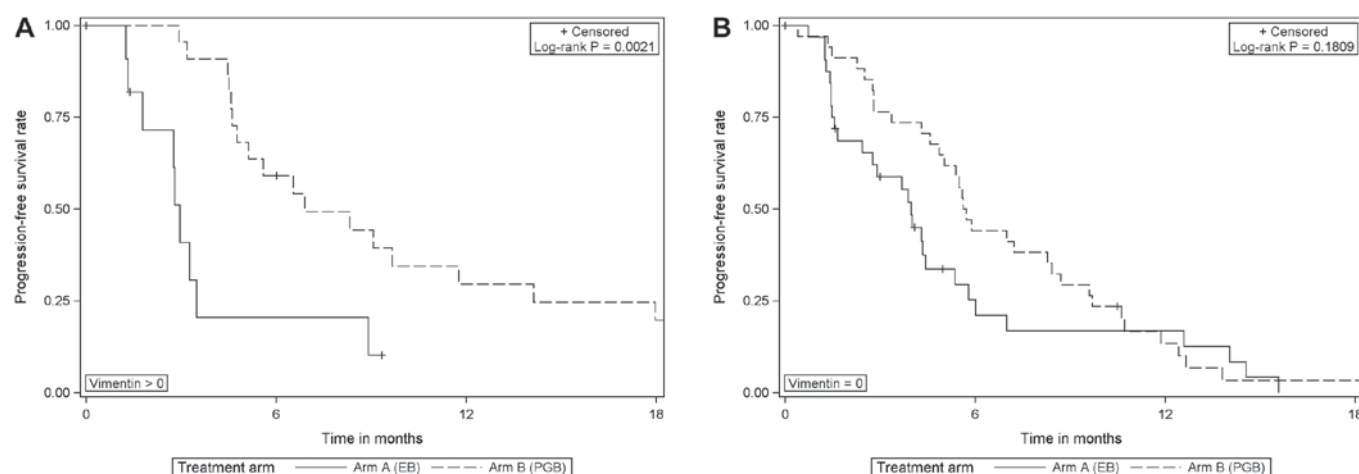 A
Progression-free survival rate
1.00
0.75
0.50
0.25
0.00
+ Censored
Log-rank P = 0.0021
Vimentin > 0
0 6 12 18
Time in months
Treatment arm Arm A (EB) Arm B (PGB)
B
Progression-free survival rate
1.00
0.75
0.50
0.25
0.00
+ Censored
Log-rank P = 0.1809
Vimentin = 0
0 6 12 18
Time in months
Treatment arm Arm A (EB) Arm B (PGB)